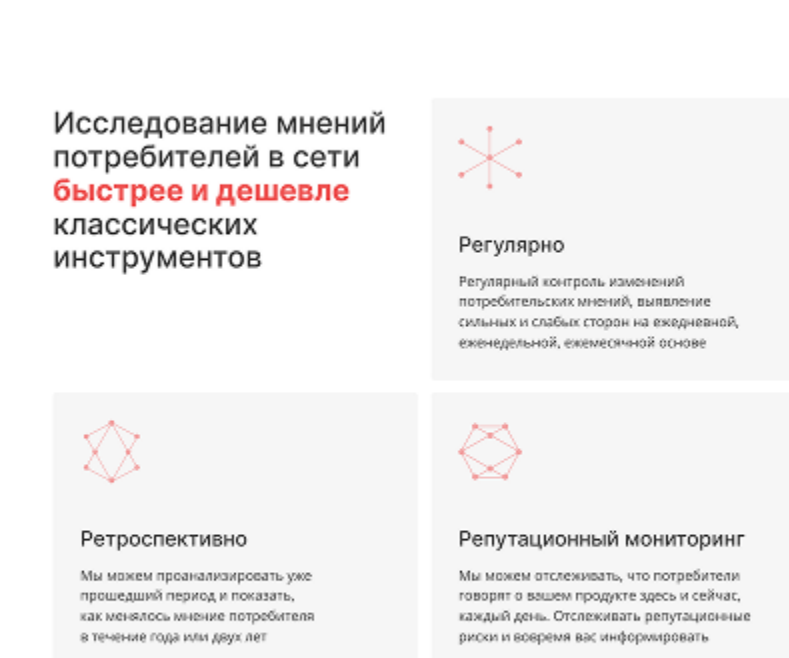 Исследование мнений
потребителей в сети
быстрее и дешевле
классических
инструментов
Регулярно
Регулярный контроль изменений
потребительских мнений, выявление
сильных и слабых сторон на ежедневной,
еженедельной, ежемесячной основе
Ретроспективно
Мы можем проанализировать уже
прошедший период и показать,
как менялось мнение потребителя
в течение года или двух лет
Репутационный мониторинг
Мы можем отслеживать, что потребители
говорят о вашем продукте здесь и сейчас,
каждый день. Отслеживать репутационные
риски и вовремя вас информировать